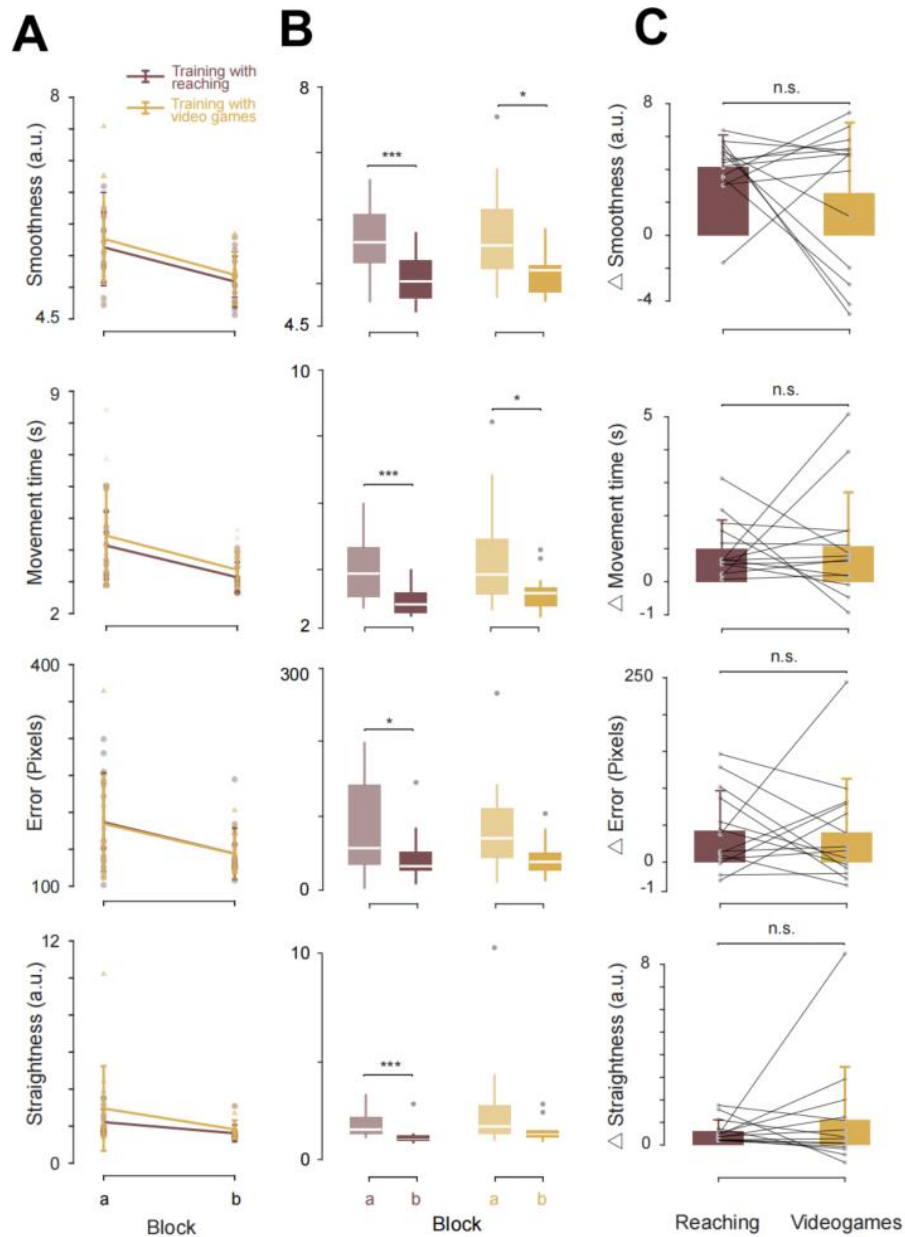 A
B
C
Training with
reaching
Training with
video games
8
Smoothness (a.u.)
4.5
8
***
*
4.5
n.s.
8
△ Smoothness (a.u.)
0
-4
9
Movement time (s)
2
10
***
*
2
n.s.
5
△ Movement time (s)
0
-1
400
Error (Pixels)
100
300
*
0
n.s.
250
△ Error (Pixels)
0
-1
12
Straightness (a.u.)
0
10
***
0
n.s.
8
△ Straightness (a.u.)
0
a b
Block
a b a b
Block
Reaching Videogames